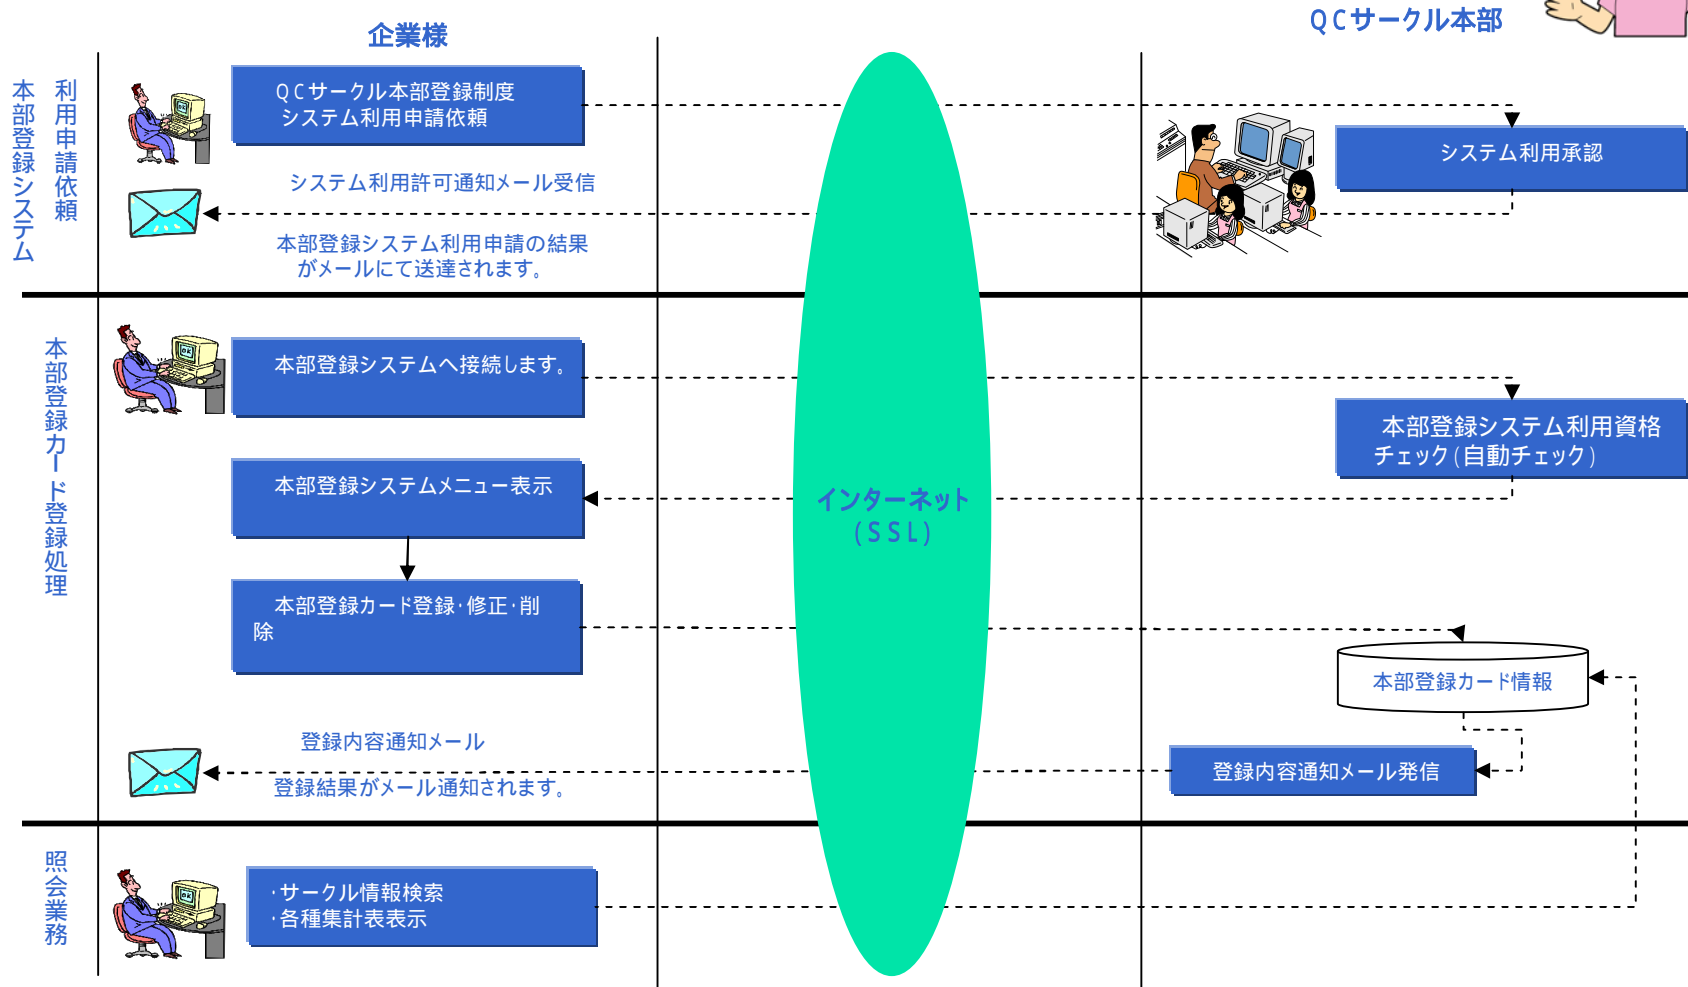 企業様
QCサークル本部
利用申請依頼
本部登録システム
QCサークル本部登録制度
システム利用申請依頼
システム利用承認
システム利用許可通知メール受信
本部登録システム利用申請の結果
がメールにて送達されます。
本部登録カード登録処理
本部登録システムへ接続します。
本部登録システム利用資格
チェック(自動チェック)
本部登録システムメニュー表示
インターネット
(SSL)
本部登録カード登録・修正・削
除
本部登録カード情報
登録内容通知メール
登録内容通知メール発信
登録結果がメール通知されます。
照会業務
・サークル情報検索
・各種集計表表示